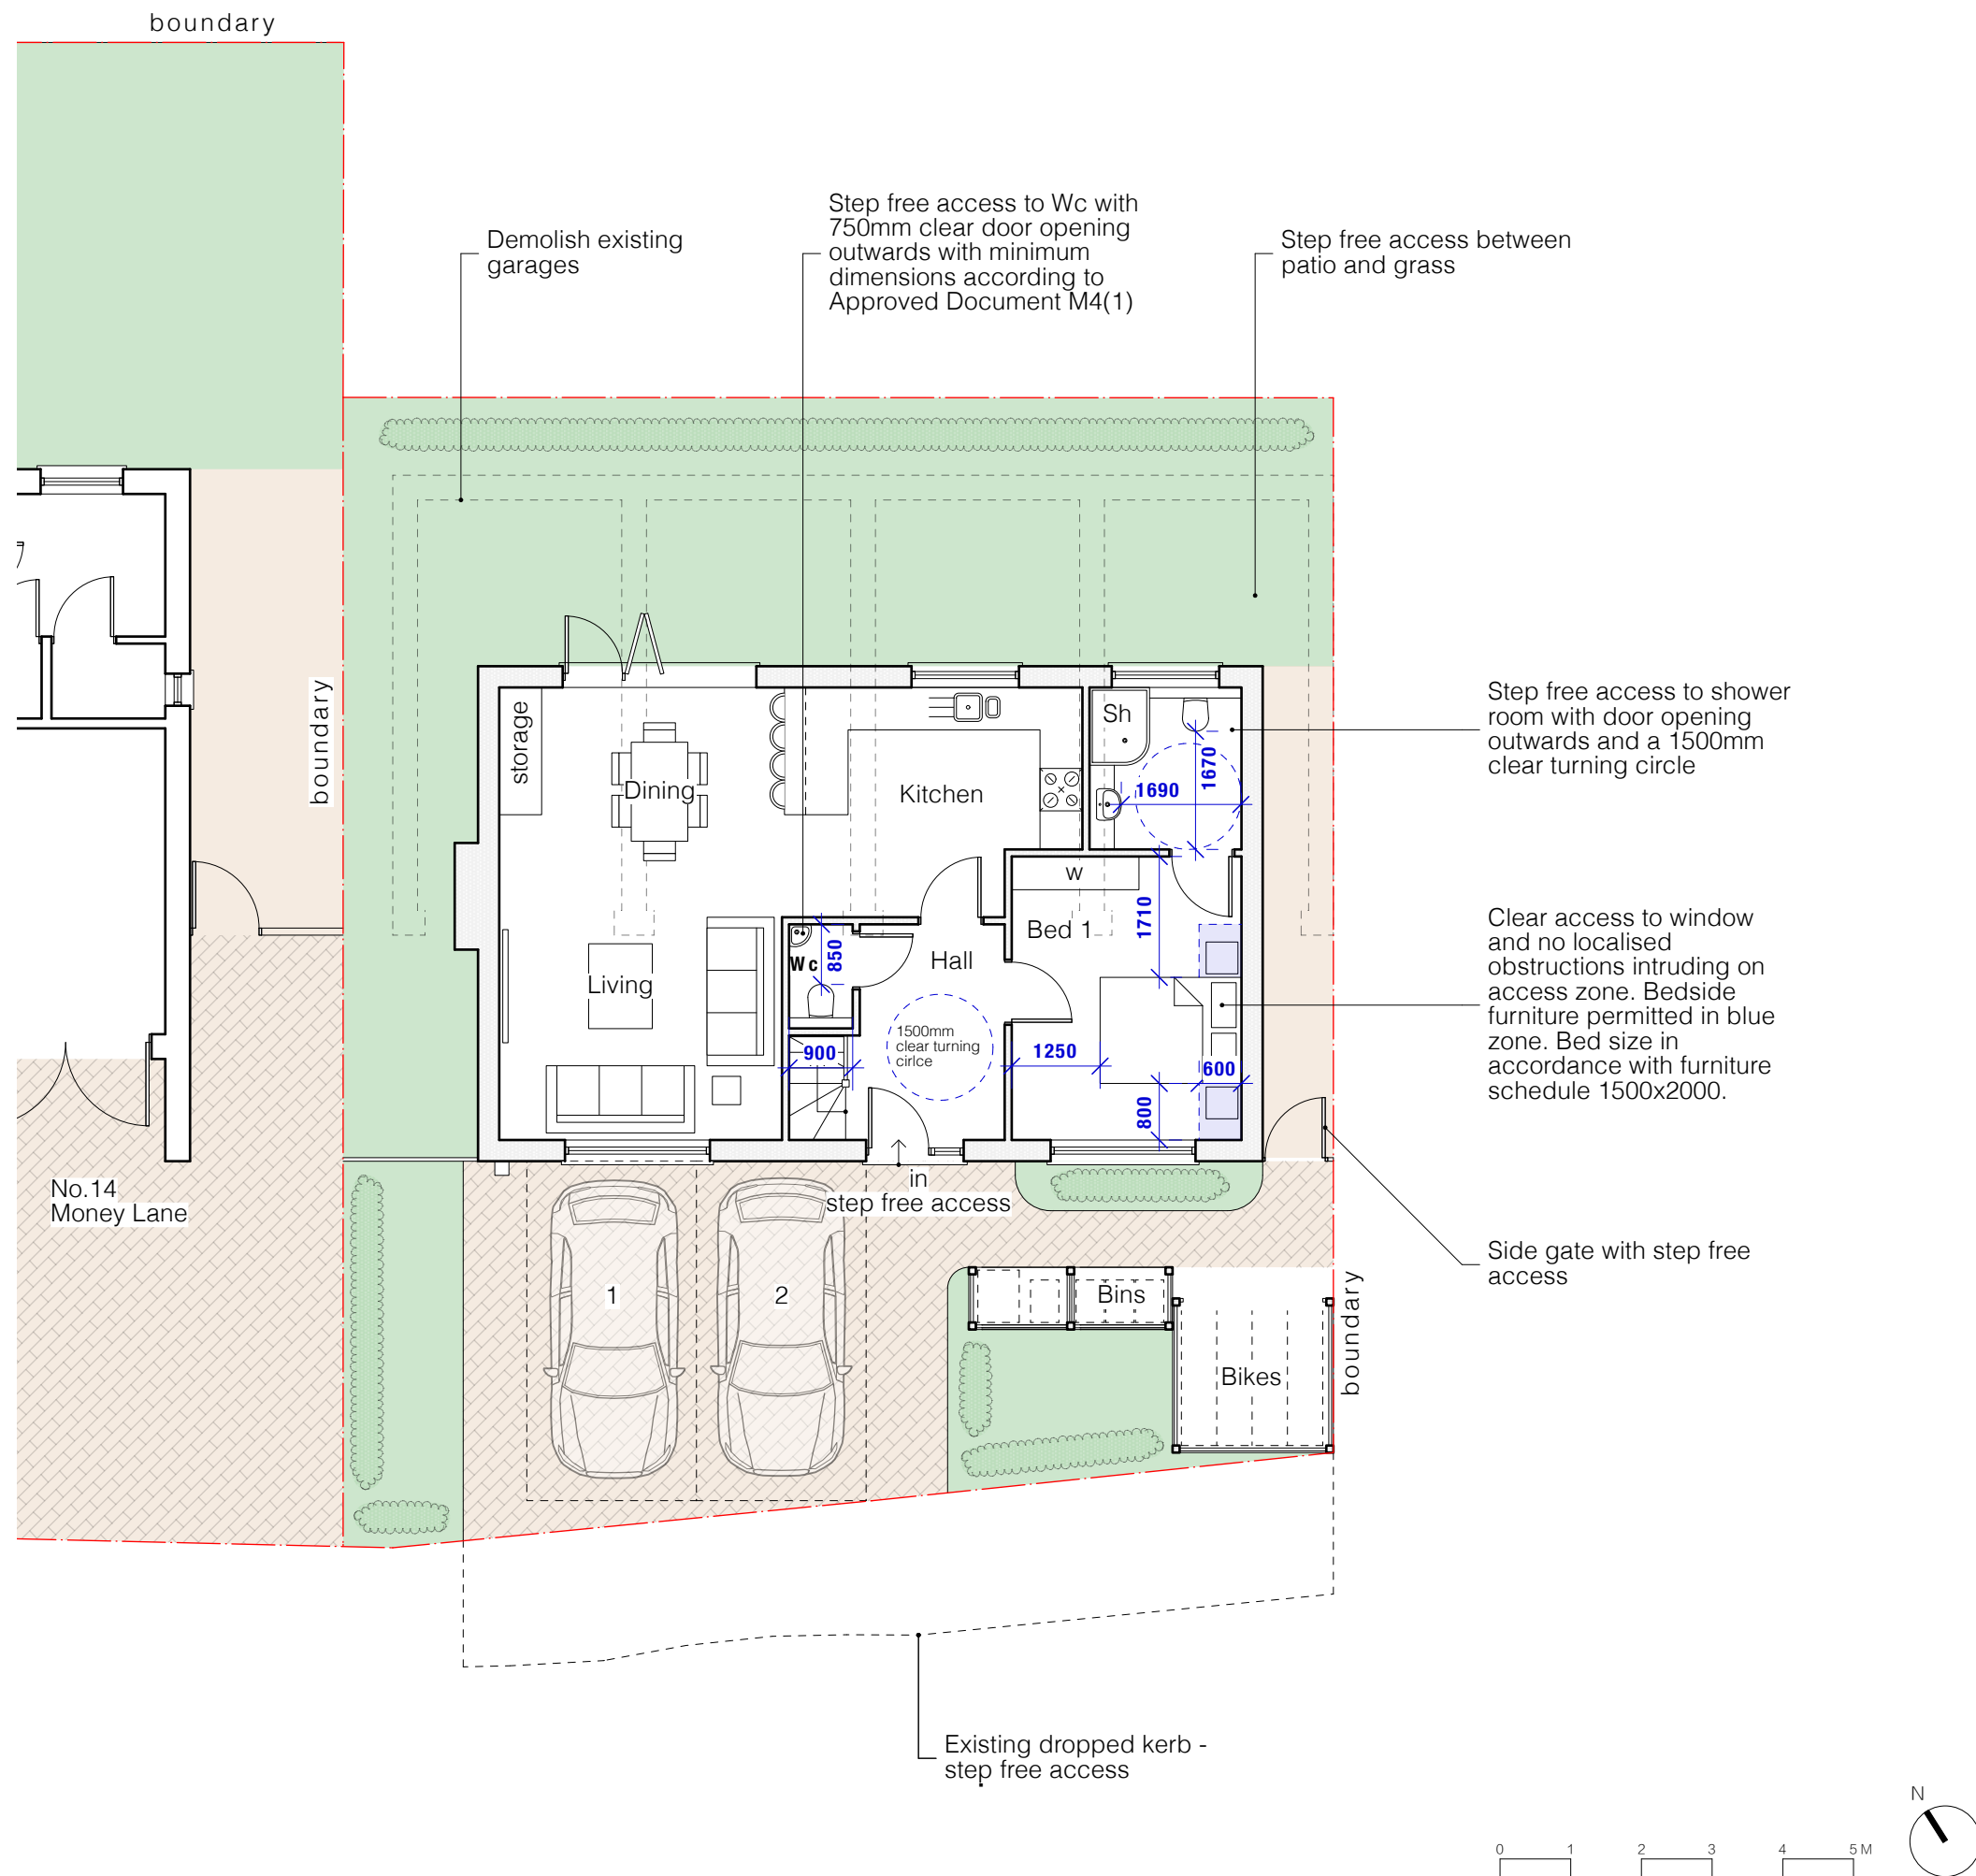 boundary
Step free access to Wc with
750mm clear door opening
outwards with minimum
dimensions according to
Approved Document M4(1)
Demolish existing
garages
Step free access between
patio and grass
boundary
storage
Dining
Kitchen
Sh
1670
1690
Step free access to shower
room with door opening
outwards and a 1500mm
clear turning circle
W
1710
Bed 1
Hall
Wc
850
Living
1500mm
clear turning
cirlce
900
1250
600
800
Clear access to window
and no localised
obstructions intruding on
access zone. Bedside
furniture permitted in blue
zone. Bed size in
accordance with furniture
schedule 1500x2000.
No.14
Money Lane
in
step free access
Side gate with step free
access
1
2
Bins
Bikes
boundary
Existing dropped kerb -
step free access
N
0 1 2 3 4 5 M